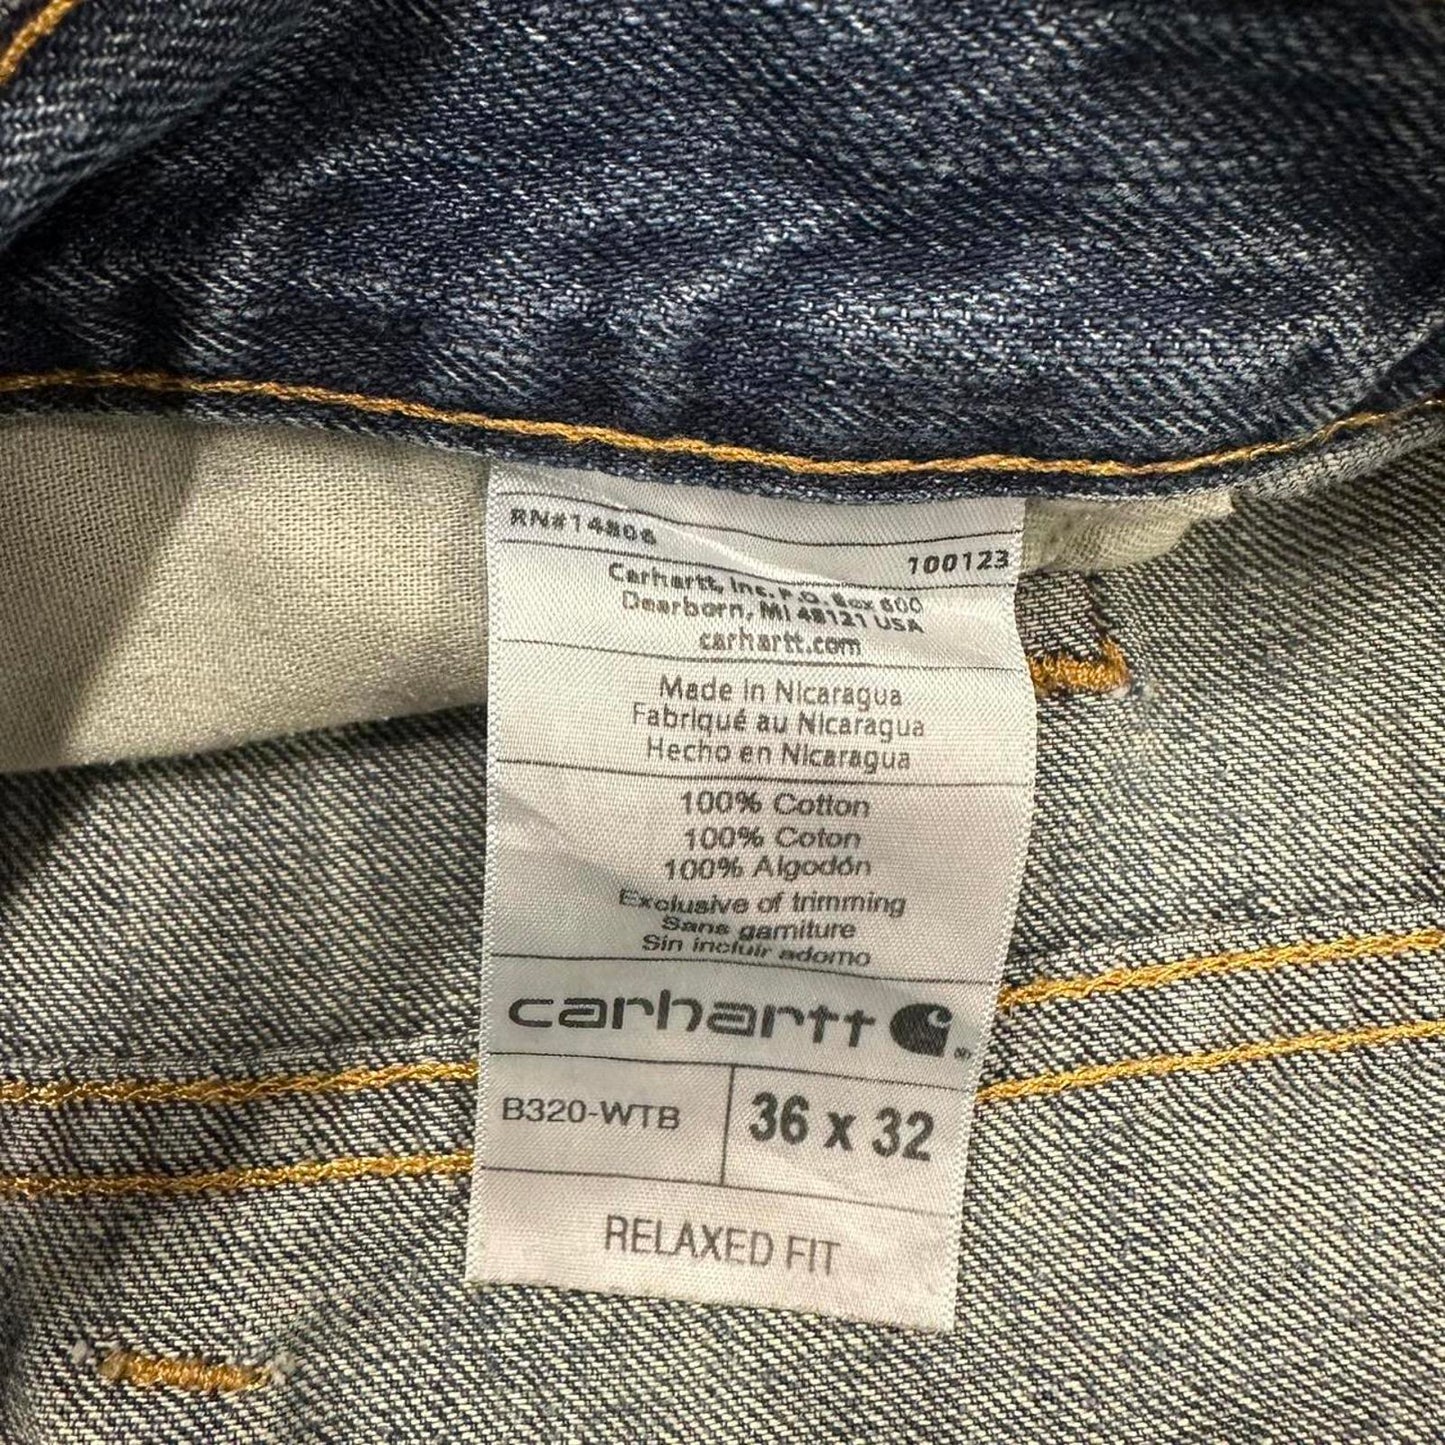 RN#14806
100123
Carhartt, Inc. P.O. Box 600
Dearborn, MI 48121 USA
carhartt.com
Made in Nicaragua
Fabriqué au Nicaragua
Hecho en Nicaragua
100% Cotton
100% Coton
100% Algodón
Exclusive of trimming
Sans garniture
Sin incluir adorno
carhartt
B320-WTB
36 x 32
RELAXED FIT